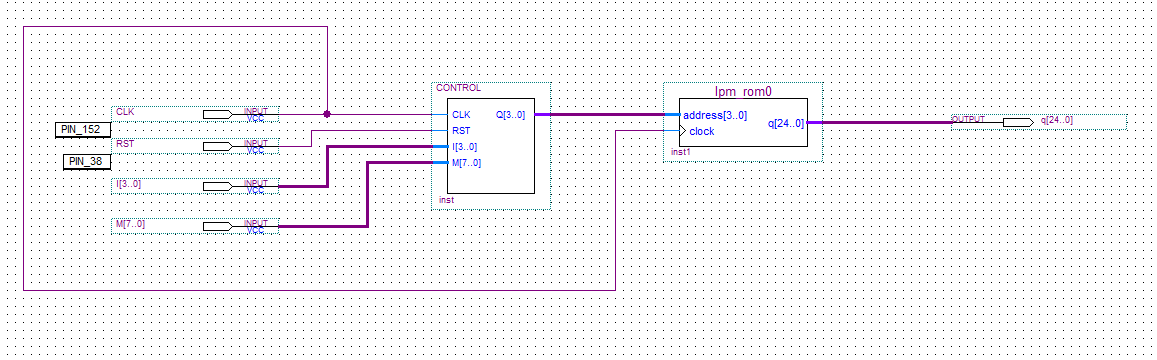 CONTROL
lpm_rom0
CLK INPUT VCC
PIN_152
RST INPUT VCC
PIN_38
I[3..0] INPUT VCC
M[7..0] INPUT VCC
CLK Q[3..0]
RST
I[3..0]
M[7..0]
inst
address[3..0]
q[24..0]
clock
inst1
OUTPUT q[24..0]